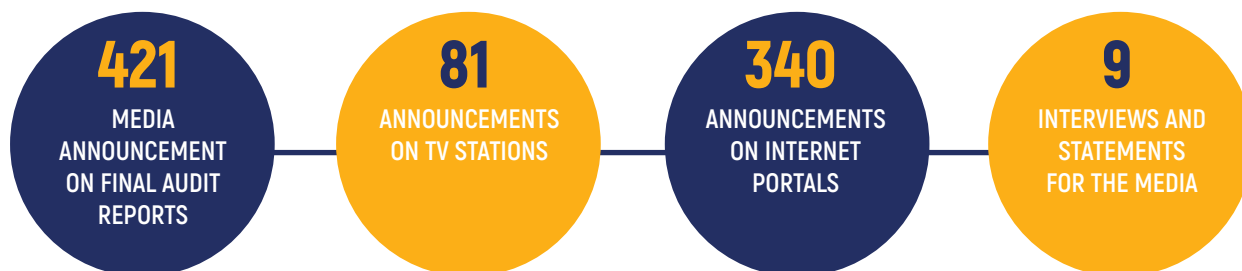 421
MEDIA
ANNOUNCEMENT
ON FINAL AUDIT
REPORTS
81
ANNOUNCEMENTS
ON TV STATIONS
340
ANNOUNCEMENTS
ON INTERNET
PORTALS
9
INTERVIEWS AND
STATEMENTS
FOR THE MEDIA